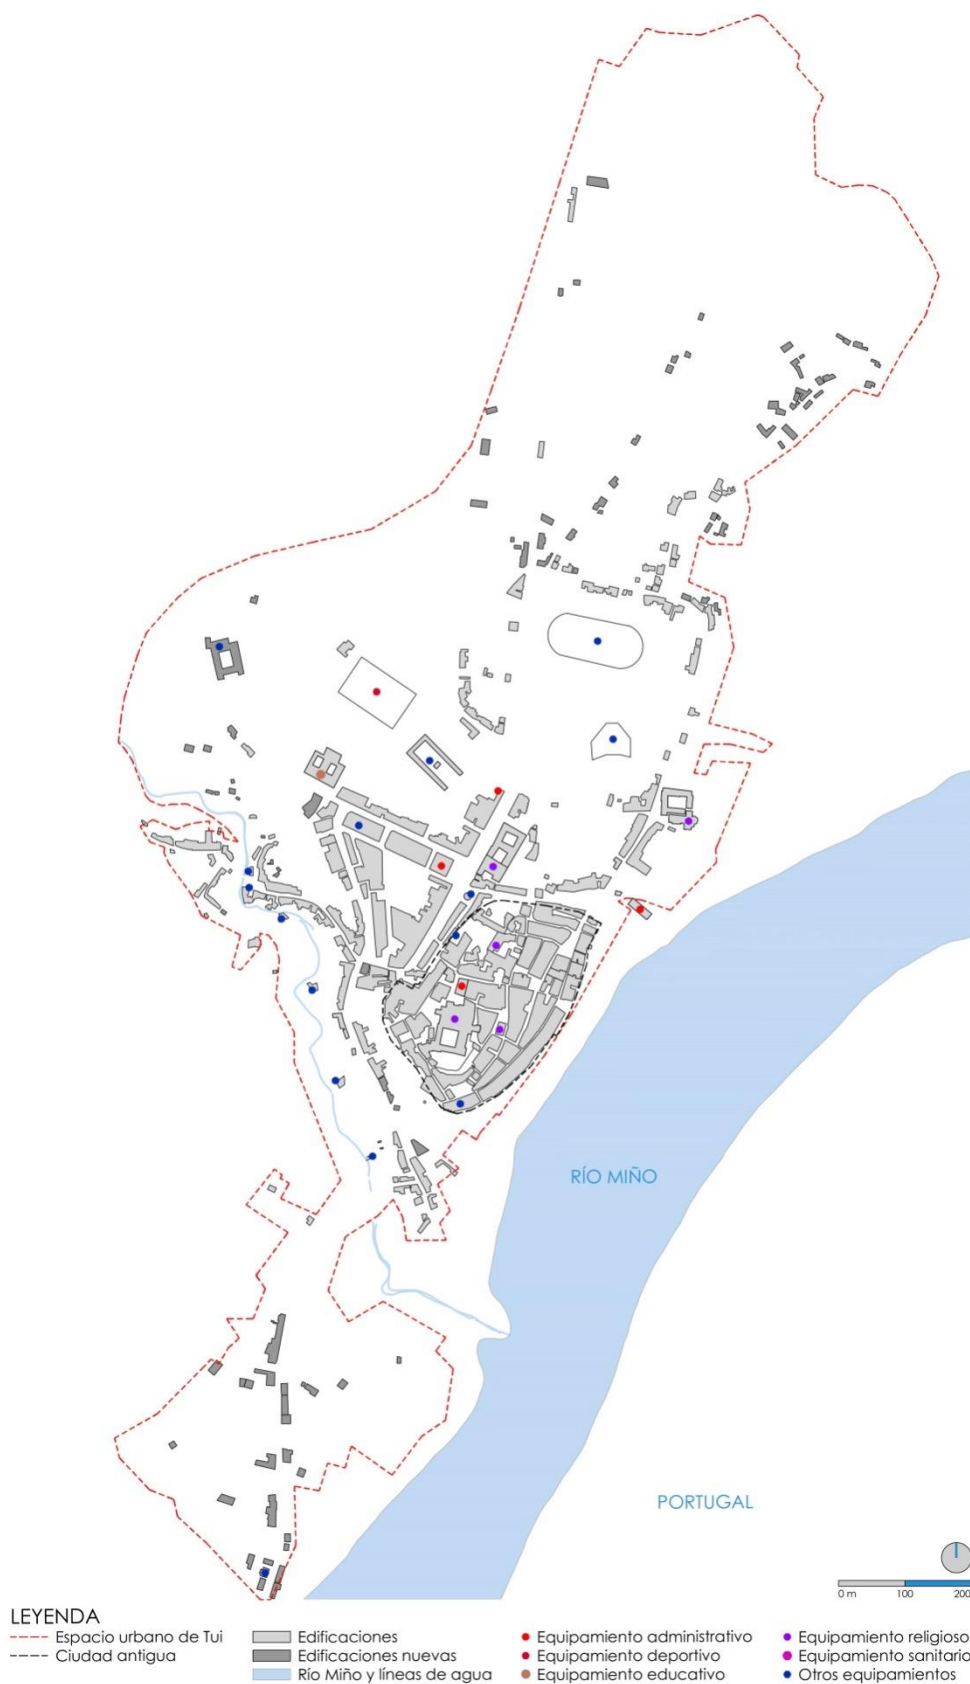 RÍO MIÑO
PORTUGAL
0 m 100 200
LEYENDA
Espacio urbano de Tui
Ciudad antigua
Edificaciones
Edificaciones nuevas
Río Miño y líneas de agua
Equipamiento administrativo
Equipamiento deportivo
Equipamiento educativo
Equipamiento religioso
Equipamiento sanitario
Otros equipamientos